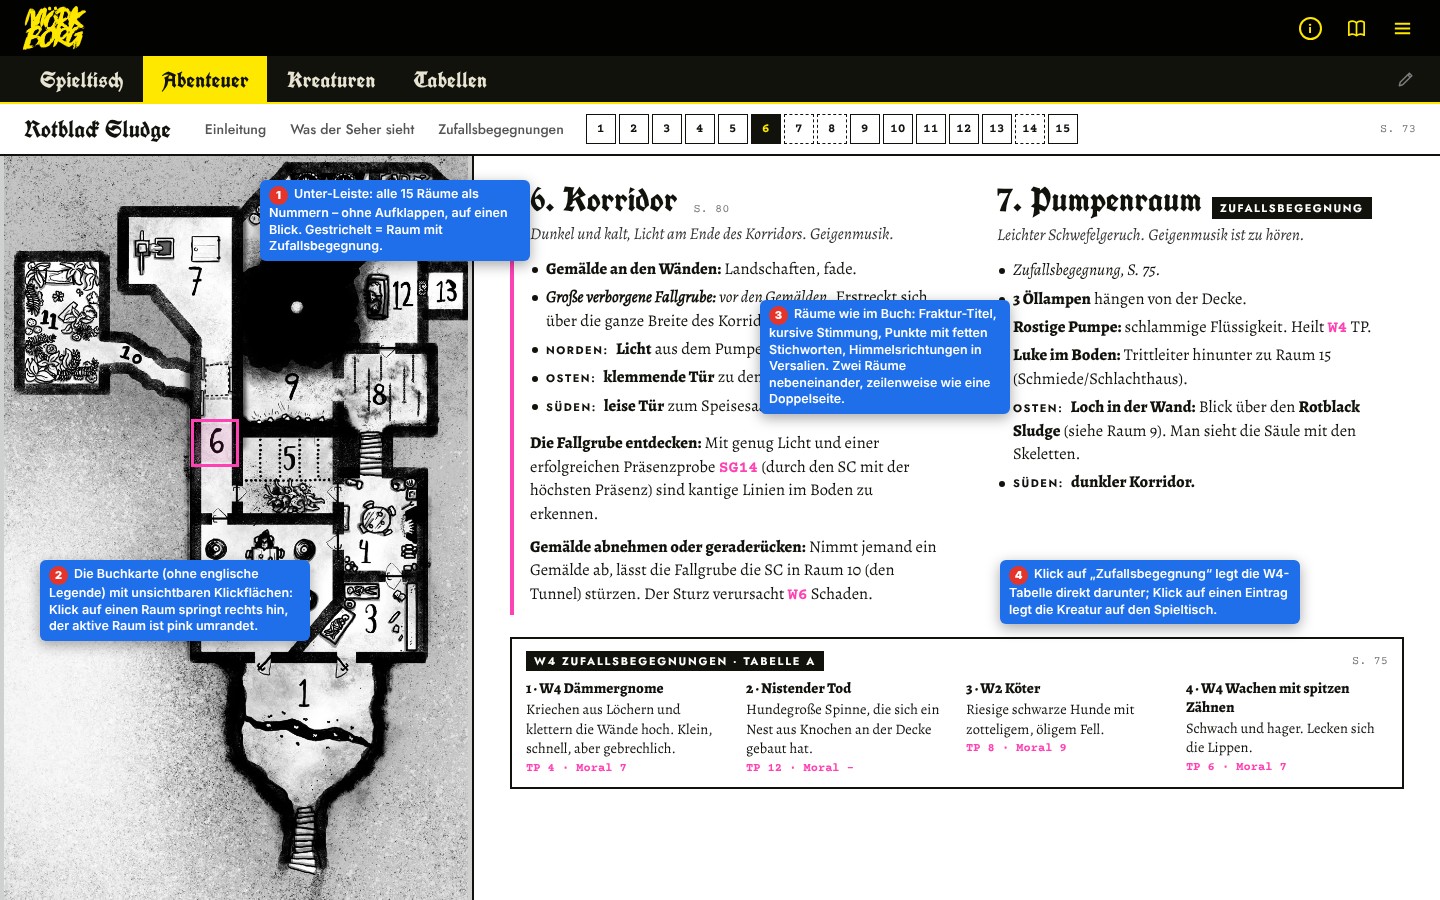 MÖRK
BORG
Spieltisch
Abenteuer
Kreaturen
Tabellen
Rotblack Sludge
Einleitung
Was der Seher sieht
Zufallsbegegnungen
1 2 3 4 5 6 7 8 9 10 11 12 13 14 15
S. 73
1 Unter-Leiste: alle 15 Räume als
Nummern – ohne Aufklappen, auf einen
Blick. Gestrichelt = Raum mit
Zufallsbegegnung.
7
12
13
11
10
9
8
6
5
4
3
1
2 Die Buchkarte (ohne englische
Legende) mit unsichtbaren Klickflächen:
Klick auf einen Raum springt rechts hin,
der aktive Raum ist pink umrandet.
6. Korridor S. 80
Dunkel und kalt, Licht am Ende des Korridors. Geigenmusik.
Gemälde an den Wänden: Landschaften, fade.
Große verborgene Fallgrube: vor den Gemälden. Erstreckt sich
über die ganze Breite des Korrid
NORDEN: Licht aus dem Pumpe
OSTEN: klemmende Tür zu den
SÜDEN: leise Tür zum Speisesa
Die Fallgrube entdecken: Mit genug Licht und einer
erfolgreichen Präsenzprobe SG14 (durch den SC mit der
höchsten Präsenz) sind kantige Linien im Boden zu
erkennen.
Gemälde abnehmen oder geraderücken: Nimmt jemand ein
Gemälde ab, lässt die Fallgrube die SC in Raum 10 (den
Tunnel) stürzen. Der Sturz verursacht W6 Schaden.
3 Räume wie im Buch: Fraktur-Titel,
kursive Stimmung, Punkte mit fetten
Stichworten, Himmelsrichtungen in
Versalien. Zwei Räume
nebeneinander, zeilenweise wie eine
Doppelseite.
7. Pumpenraum ZUFALLSBEGEGNUNG
Leichter Schwefelgeruch. Geigenmusik ist zu hören.
Zufallsbegegnung, S. 75.
3 Öllampen hängen von der Decke.
Rostige Pumpe: schlammige Flüssigkeit. Heilt W4 TP.
Luke im Boden: Trittleiter hinunter zu Raum 15
(Schmiede/Schlachthaus).
OSTEN: Loch in der Wand: Blick über den Rotblack
Sludge (siehe Raum 9). Man sieht die Säule mit den
Skeletten.
SÜDEN: dunkler Korridor.
4 Klick auf „Zufallsbegegnung“ legt die W4-
Tabelle direkt darunter; Klick auf einen Eintrag
legt die Kreatur auf den Spieltisch.
W4 ZUFALLSBEGEGNUNGEN · TABELLE A
S. 75
1 · W4 Dämmergnome
Kriechen aus Löchern und
klettern die Wände hoch. Klein,
schnell, aber gebrechlich.
TP 4 · Moral 7
2 · Nistender Tod
Hundegroße Spinne, die sich ein
Nest aus Knochen an der Decke
gebaut hat.
TP 12 · Moral –
3 · W2 Köter
Riesige schwarze Hunde mit
zotteligem, öligem Fell.
TP 8 · Moral 9
4 · W4 Wachen mit spitzen
Zähnen
Schwach und hager. Lecken sich
die Lippen.
TP 6 · Moral 7